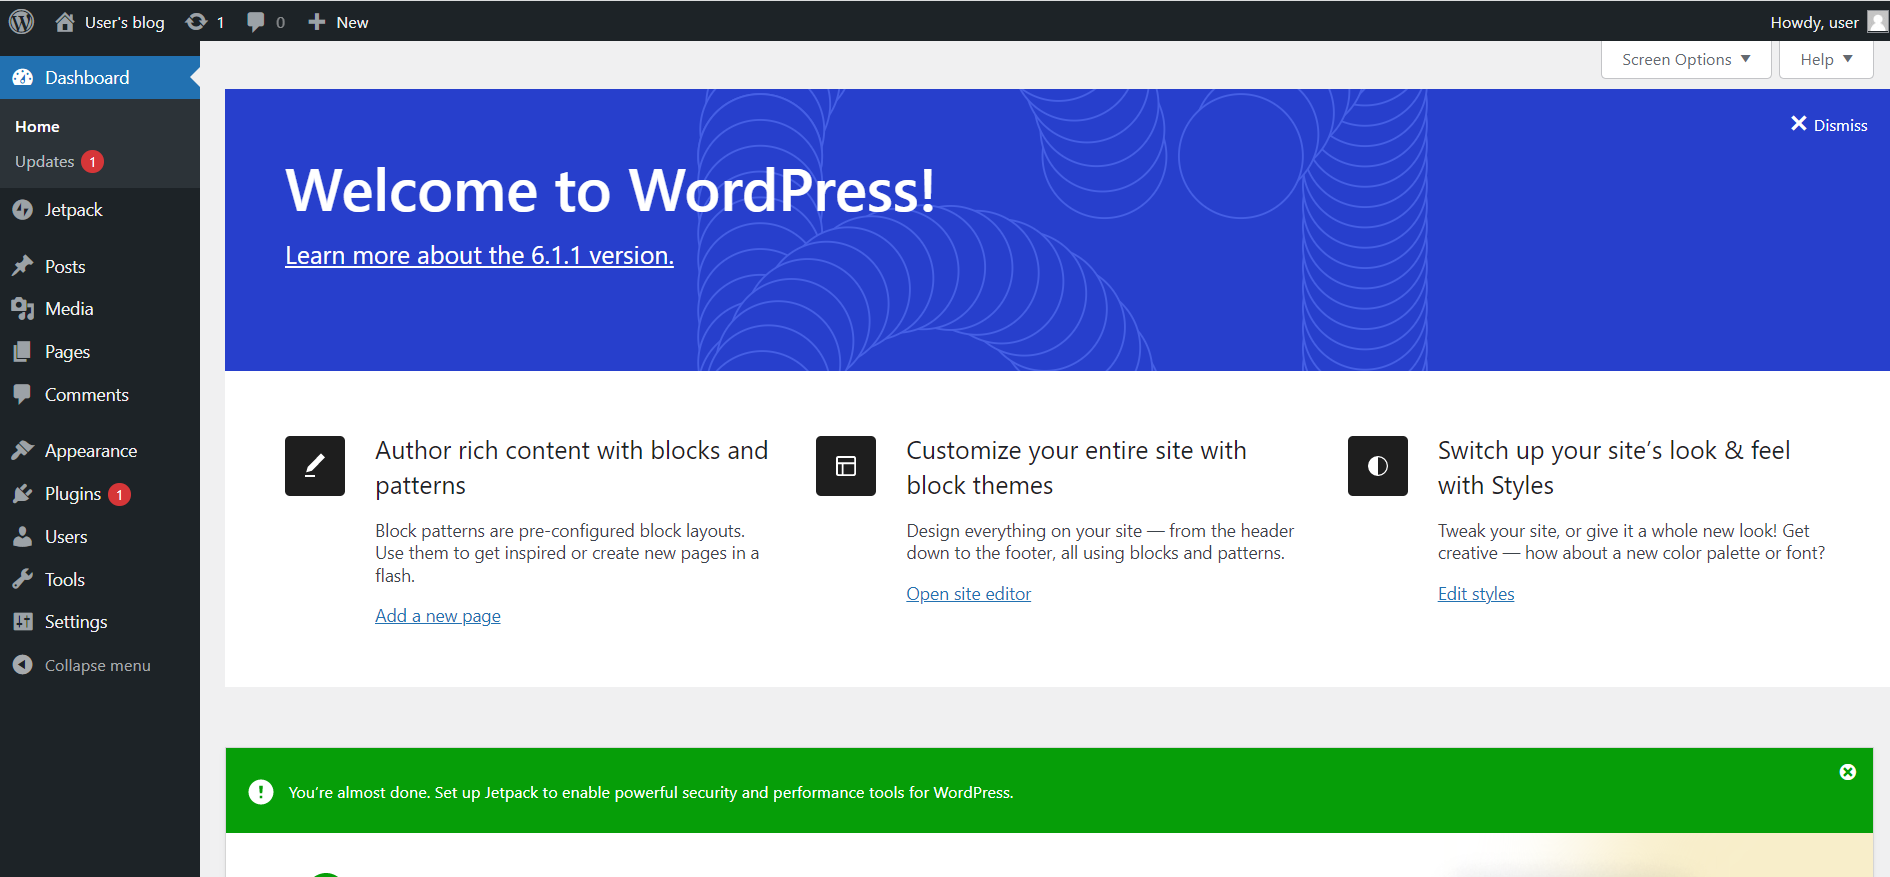 User's blog 1 0 New Howdy, user
Screen Options Help
Dashboard
Home
Updates 1
Jetpack
Posts
Media
Pages
Comments
Appearance
Plugins 1
Users
Tools
Settings
Collapse menu
Dismiss
Welcome to WordPress!
Learn more about the 6.1.1 version.
Author rich content with blocks and
patterns
Block patterns are pre-configured block layouts.
Use them to get inspired or create new pages in a
flash.
Add a new page
Customize your entire site with
block themes
Design everything on your site — from the header
down to the footer, all using blocks and patterns.
Open site editor
Switch up your site’s look & feel
with Styles
Tweak your site, or give it a whole new look! Get
creative — how about a new color palette or font?
Edit styles
You’re almost done. Set up Jetpack to enable powerful security and performance tools for WordPress.